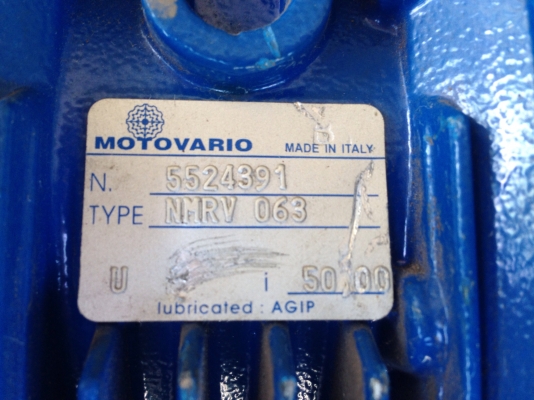 MOTOVARIO MADE IN ITALY
N. 5524391
TYPE NMRV 063
U i 50,00
lubricated : AGIP